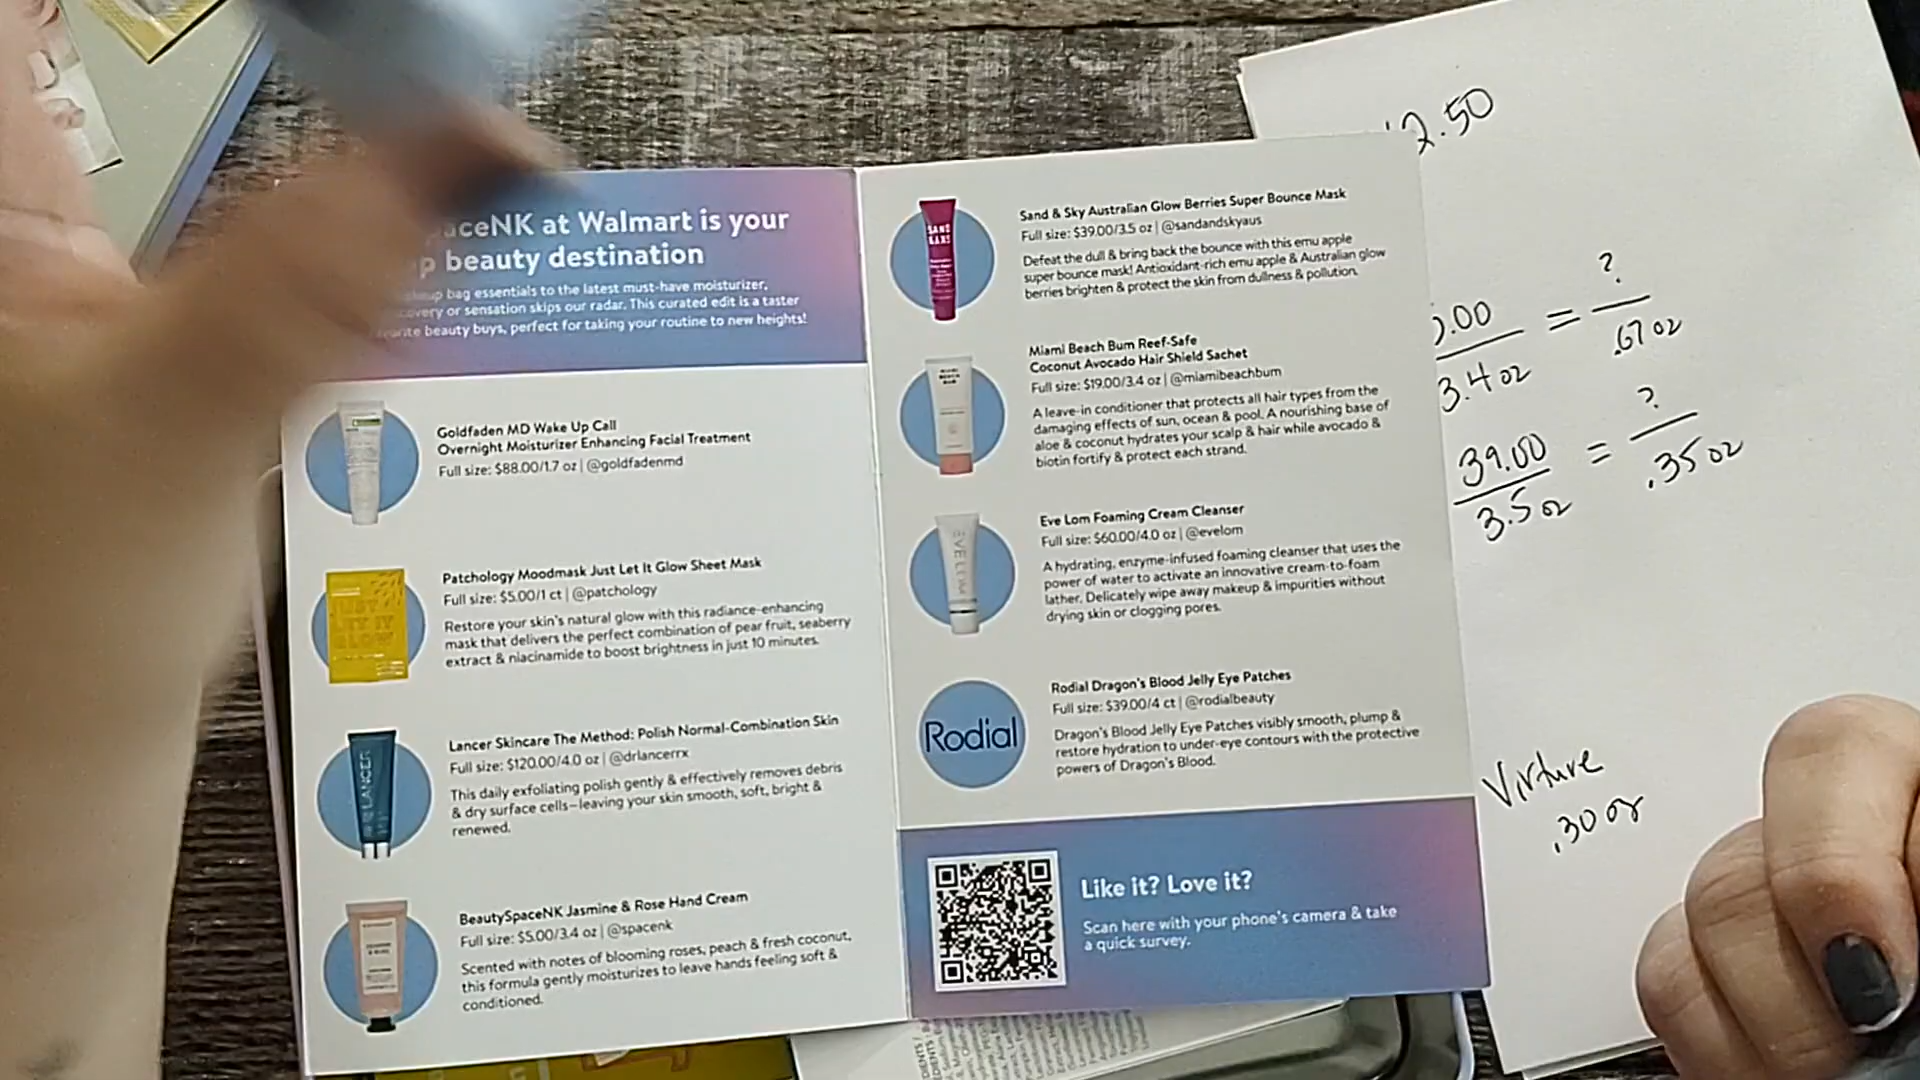 SpaceNK at Walmart is your
beauty destination
bag essentials to the latest must-have moisturizer,
or sensation skips our radar. This curated edit is a taster
beauty buys, perfect for taking your routine to new heights!
Goldfaden MD Wake Up Call
Overnight Moisturizer Enhancing Facial Treatment
Full size: $88.00/1.7 oz | @goldfadenmd
JUST
LET IT
GLOW
Patchology Moodmask Just Let It Glow Sheet Mask
Full size: $5.00/1 ct | @patchology
Restore your skin's natural glow with this radiance-enhancing
mask that delivers the perfect combination of pear fruit, seaberry
extract & niacinamide to boost brightness in just 10 minutes.
LANCER
Lancer Skincare The Method: Polish Normal-Combination Skin
Full size: $120.00/4.0 oz | @drlancerrx
This daily exfoliating polish gently & effectively removes debris
& dry surface cells–leaving your skin smooth, soft, bright &
renewed.
BeautySpaceNK Jasmine & Rose Hand Cream
Full size: $5.00/3.4 oz | @spacenk
Scented with notes of blooming roses, peach & fresh coconut,
this formula gently moisturizes to leave hands feeling soft &
conditioned.
Sand & Sky Australian Glow Berries Super Bounce Mask
Full size: $39.00/3.5 oz | @sandandskyaus
Defeat the dull & bring back the bounce with this emu apple
super bounce mask! Antioxidant-rich emu apple & Australian glow
berries brighten & protect the skin from dullness & pollution.
MIAMI
BEACH
BUM
Miami Beach Bum Reef-Safe
Coconut Avocado Hair Shield Sachet
Full size: $19.00/3.4 oz | @miamibeachbum
A leave-in conditioner that protects all hair types from the
damaging effects of sun, ocean & pool. A nourishing base of
aloe & coconut hydrates your scalp & hair while avocado &
biotin fortify & protect each strand.
EVE LOM
Eve Lom Foaming Cream Cleanser
Full size: $60.00/4.0 oz | @evelom
A hydrating, enzyme-infused foaming cleanser that uses the
power of water to activate an innovative cream-to-foam
lather. Delicately wipe away makeup & impurities without
drying skin or clogging pores.
Rodial
Rodial Dragon's Blood Jelly Eye Patches
Full size: $39.00/4 ct | @rodialbeauty
Dragon's Blood Jelly Eye Patches visibly smooth, plump &
restore hydration to under-eye contours with the protective
powers of Dragon's Blood.
Like it? Love it?
Scan here with your phone's camera & take
a quick survey.
2.50
.00 = ?
3.4 oz .67 oz
39.00 = ?
3.5 oz .35 oz
Virture
.30 oz